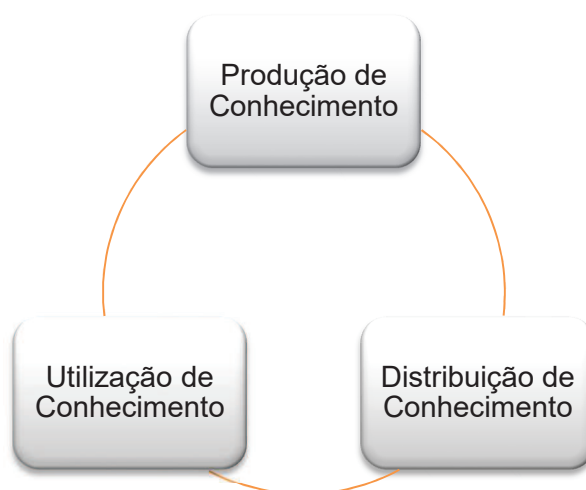 Produção de
Conhecimento
Utilização de
Conhecimento
Distribuição de
Conhecimento